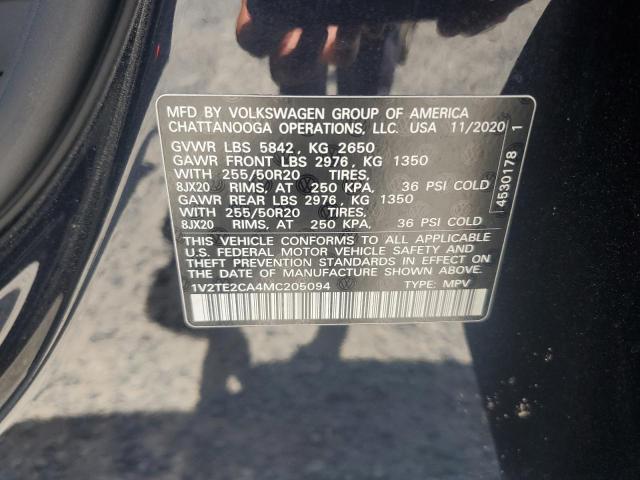 MFD BY VOLKSWAGEN GROUP OF AMERICA
CHATTANOOGA OPERATIONS, LLC. USA 11/2020
GVWR LBS 5842, KG 2650
GAWR FRONT LBS 2976, KG 1350
WITH 255/50R20 TIRES,
8JX20 RIMS, AT 250 KPA, 36 PSI COLD
GAWR REAR LBS 2976, KG 1350
WITH 255/50R20 TIRES,
8JX20 RIMS, AT 250 KPA, 36 PSI COLD
THIS VEHICLE CONFORMS TO ALL APPLICABLE
U.S. FEDERAL MOTOR VEHICLE SAFETY AND
THEFT PREVENTION STANDARDS IN EFFECT ON
THE DATE OF MANUFACTURE SHOWN ABOVE.
1V2TE2CA4MC205094 TYPE: MPV
4630178 1